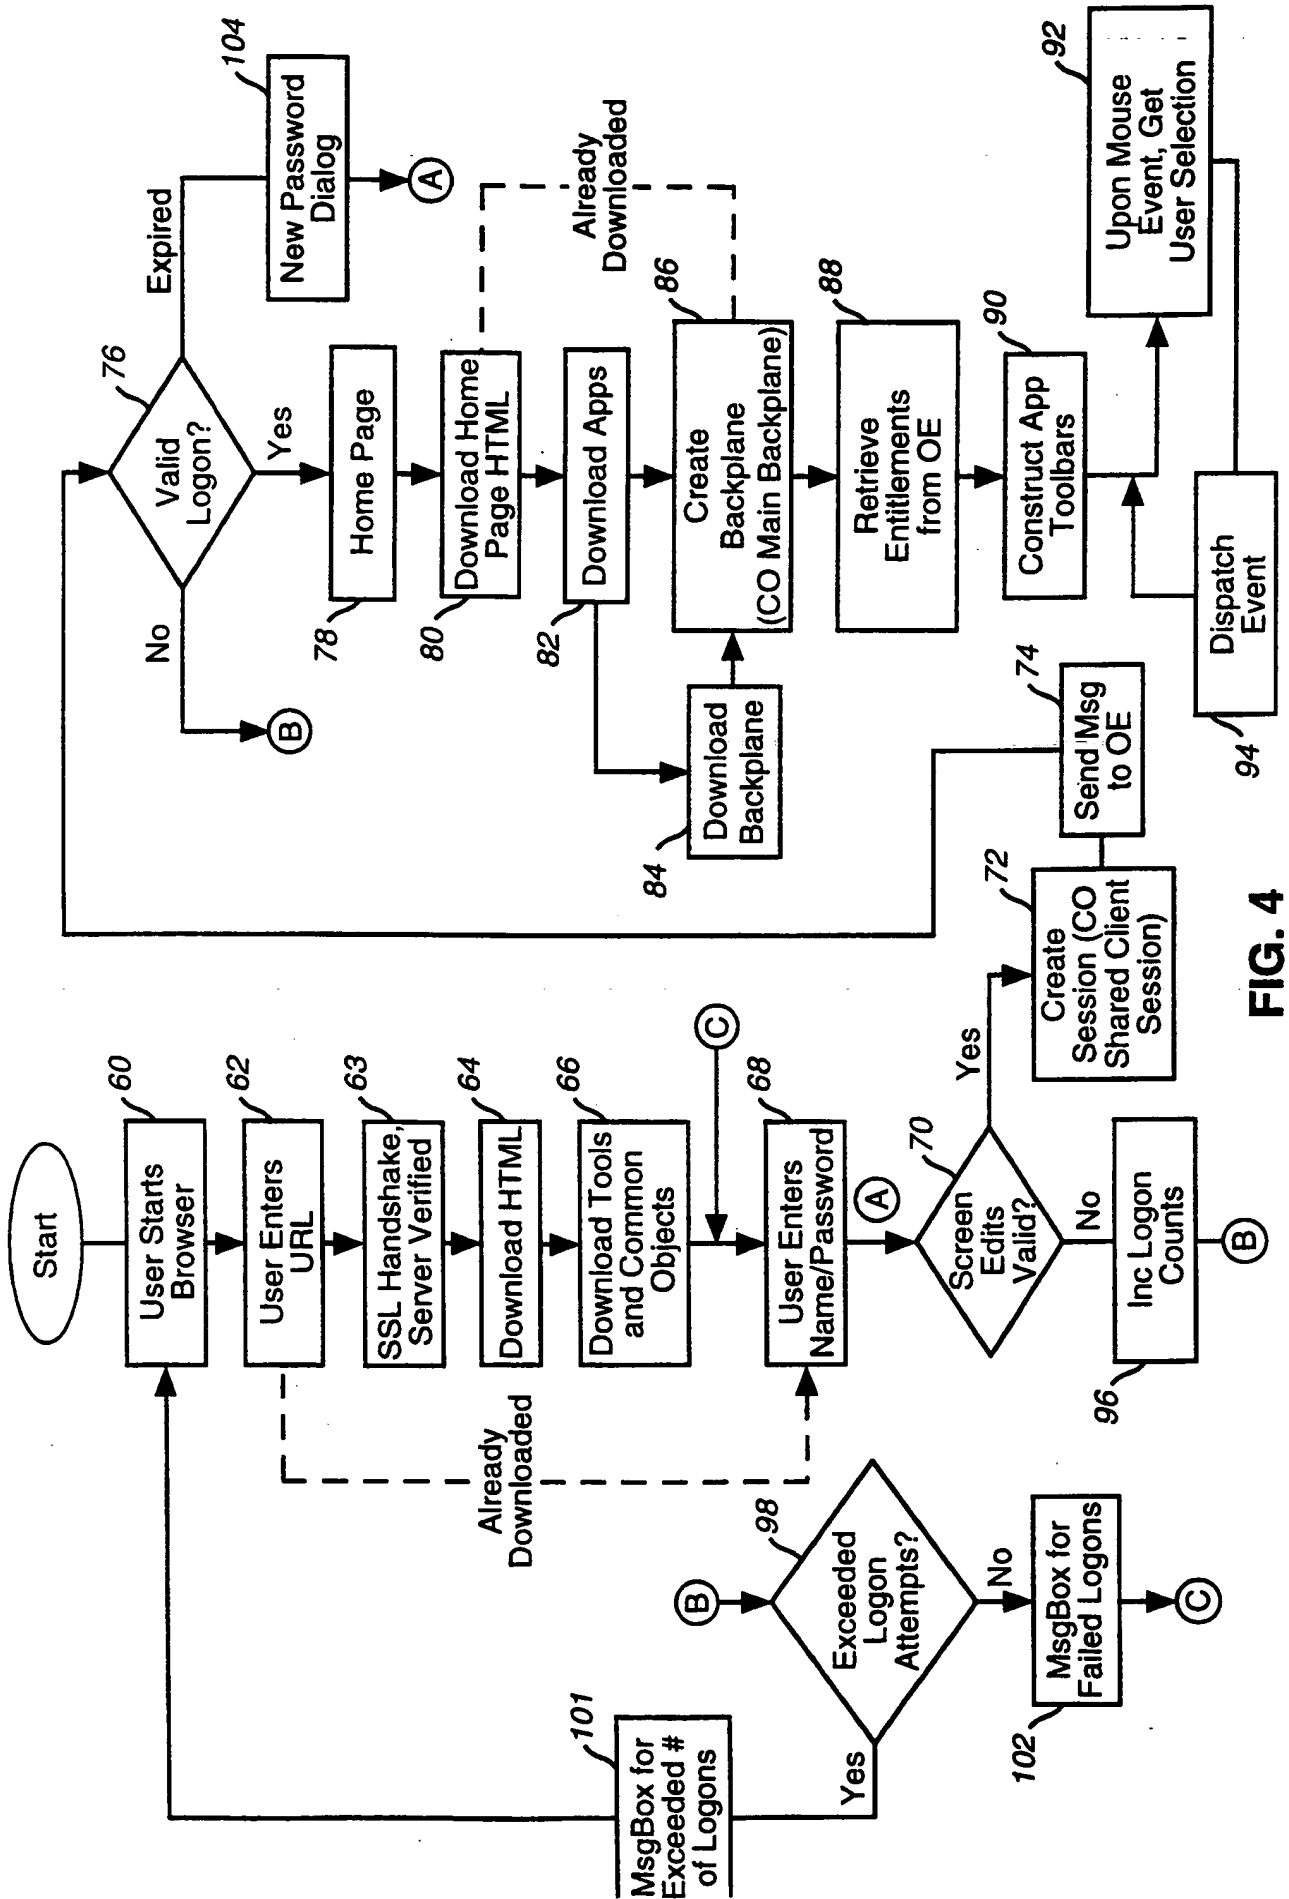 Start
60
User Starts
Browser
62
User Enters
URL
63
SSL Handshake,
Server Verified
64
Download HTML
66
Download Tools
and Common
Objects
Already
Downloaded
C
68
User Enters
Name/Password
A
70
Screen
Edits
Valid?
Yes
No
96
Inc Logon
Counts
B
72
Create
Session (CO
Shared Client
Session)
74
Send Msg
to OE
101
MsgBox for
Exceeded #
of Logons
B
98
Exceeded
Logon
Attempts?
Yes
No
102
MsgBox for
Failed Logons
C
76
Valid
Logon?
No
B
Yes
Expired
104
New Password
Dialog
A
78
Home Page
80
Download Home
Page HTML
82
Download Apps
84
Download
Backplane
Already
Downloaded
86
Create
Backplane
(CO Main Backplane)
88
Retrieve
Entitlements
from OE
90
Construct App
Toolbars
92
Upon Mouse
Event, Get
User Selection
94
Dispatch
Event
FIG. 4